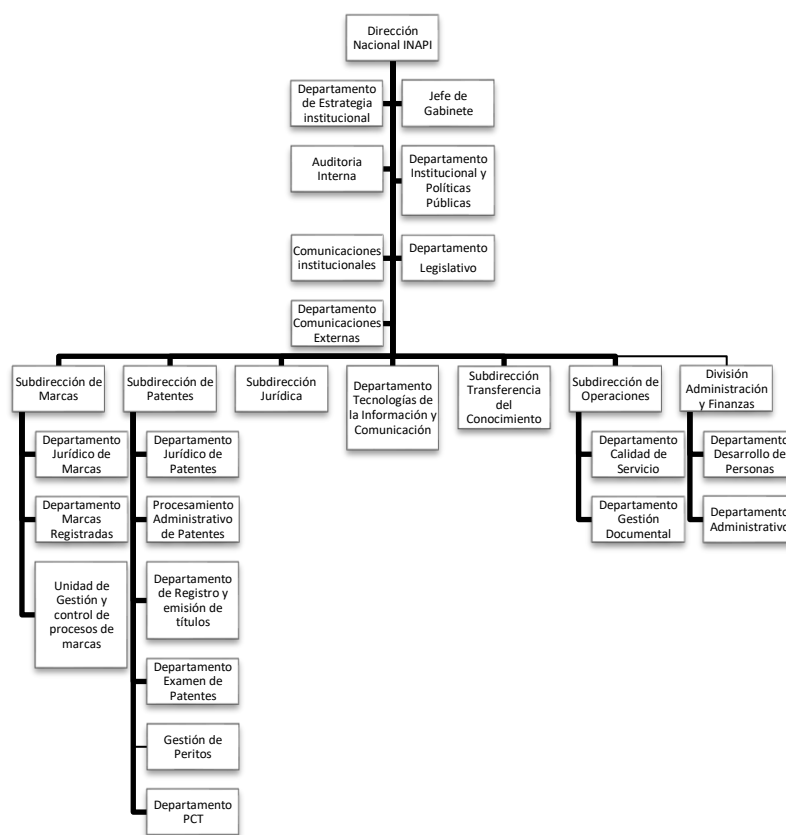 Dirección
Nacional INAPI
Departamento
de Estrategia
institucional
Jefe de
Gabinete
Auditoria
Interna
Departamento
Institucional y
Políticas
Públicas
Comunicaciones
institucionales
Departamento
Legislativo
Departamento
Comunicaciones
Externas
Subdirección de
Marcas
Subdirección de
Patentes
Subdirección
Jurídica
Departamento
Tecnologías de
la Información y
Comunicación
Subdirección
Transferencia
del
Conocimiento
Subdirección de
Operaciones
División
Administración
y Finanzas
Departamento
Jurídico de
Marcas
Departamento
Marcas
Registradas
Unidad de
Gestión y
control de
procesos de
marcas
Departamento
Jurídico de
Patentes
Procesamiento
Administrativo
de Patentes
Departamento
de Registro y
emisión de
títulos
Departamento
Examen de
Patentes
Gestión de
Peritos
Departamento
PCT
Departamento
Calidad de
Servicio
Departamento
Gestión
Documental
Departamento
Desarrollo de
Personas
Departamento
Administrativo